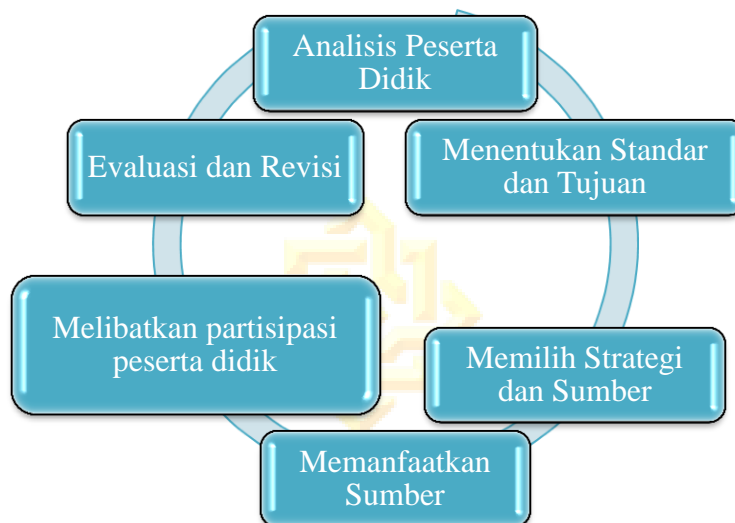 Analisis Peserta
Didik
Menentukan Standar
dan Tujuan
Memilih Strategi
dan Sumber
Memanfaatkan
Sumber
Melibatkan partisipasi
peserta didik
Evaluasi dan Revisi